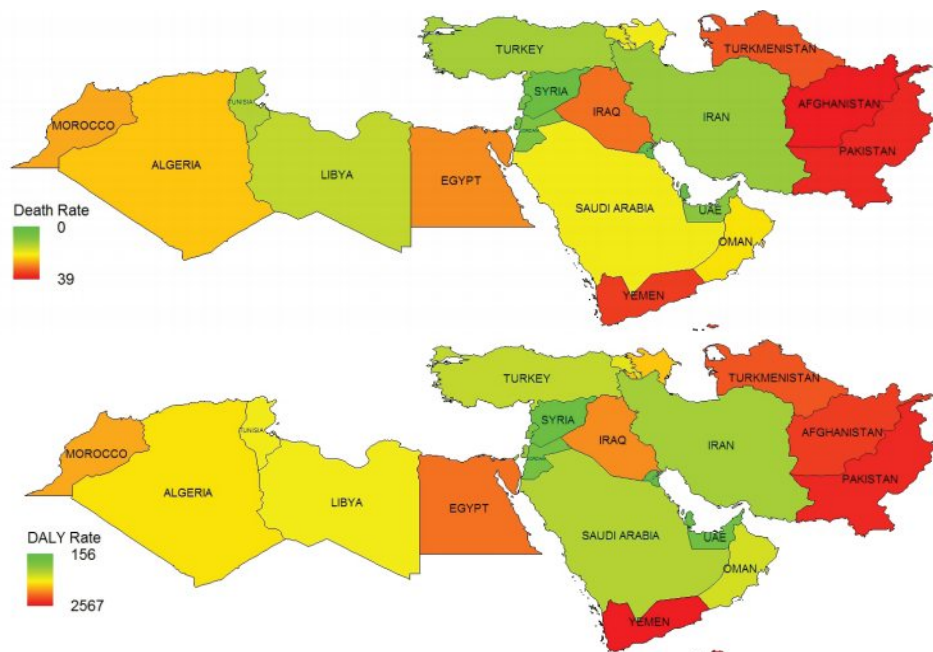 TURKEY
TURKMENISTAN
SYRIA
AFGHANISTAN
TUNISIA
IRAQ
IRAN
MOROCCO
JORDAN
PAKISTAN
ALGERIA
LIBYA
EGYPT
SAUDI ARABIA
UAE
Death Rate
0
OMAN
39
YEMEN
TURKEY
TURKMENISTAN
SYRIA
AFGHANISTAN
TUNISIA
IRAQ
IRAN
MOROCCO
JORDAN
PAKISTAN
ALGERIA
LIBYA
EGYPT
SAUDI ARABIA
UAE
DALY Rate
156
OMAN
2567
YEMEN